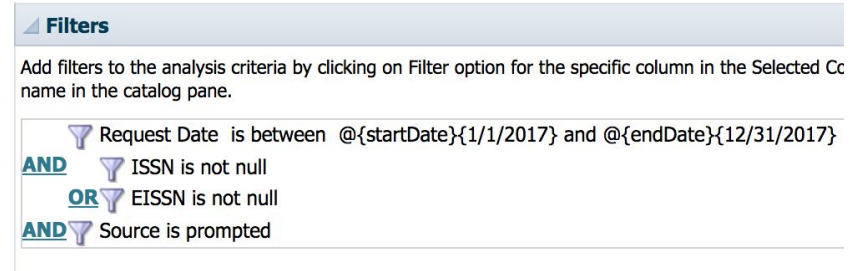 Filters
Add filters to the analysis criteria by clicking on Filter option for the specific column in the Selected Co
name in the catalog pane.
Request Date is between @{startDate}{1/1/2017} and @{endDate}{12/31/2017}
AND ISSN is not null
OR EISSN is not null
AND Source is prompted